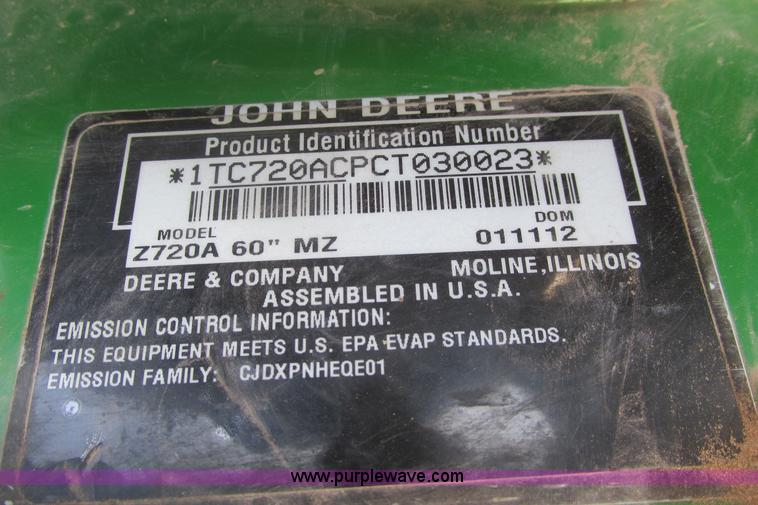 JOHN DEERE
Product Identification Number
*1TC720ACPCT030023*
MODEL DOM
Z720A 60" MZ 011112
DEERE & COMPANY MOLINE, ILLINOIS
ASSEMBLED IN U.S.A.
EMISSION CONTROL INFORMATION:
THIS EQUIPMENT MEETS U.S. EPA EVAP STANDARDS.
EMISSION FAMILY: CJDXPNHEQE01
www.purplewave.com